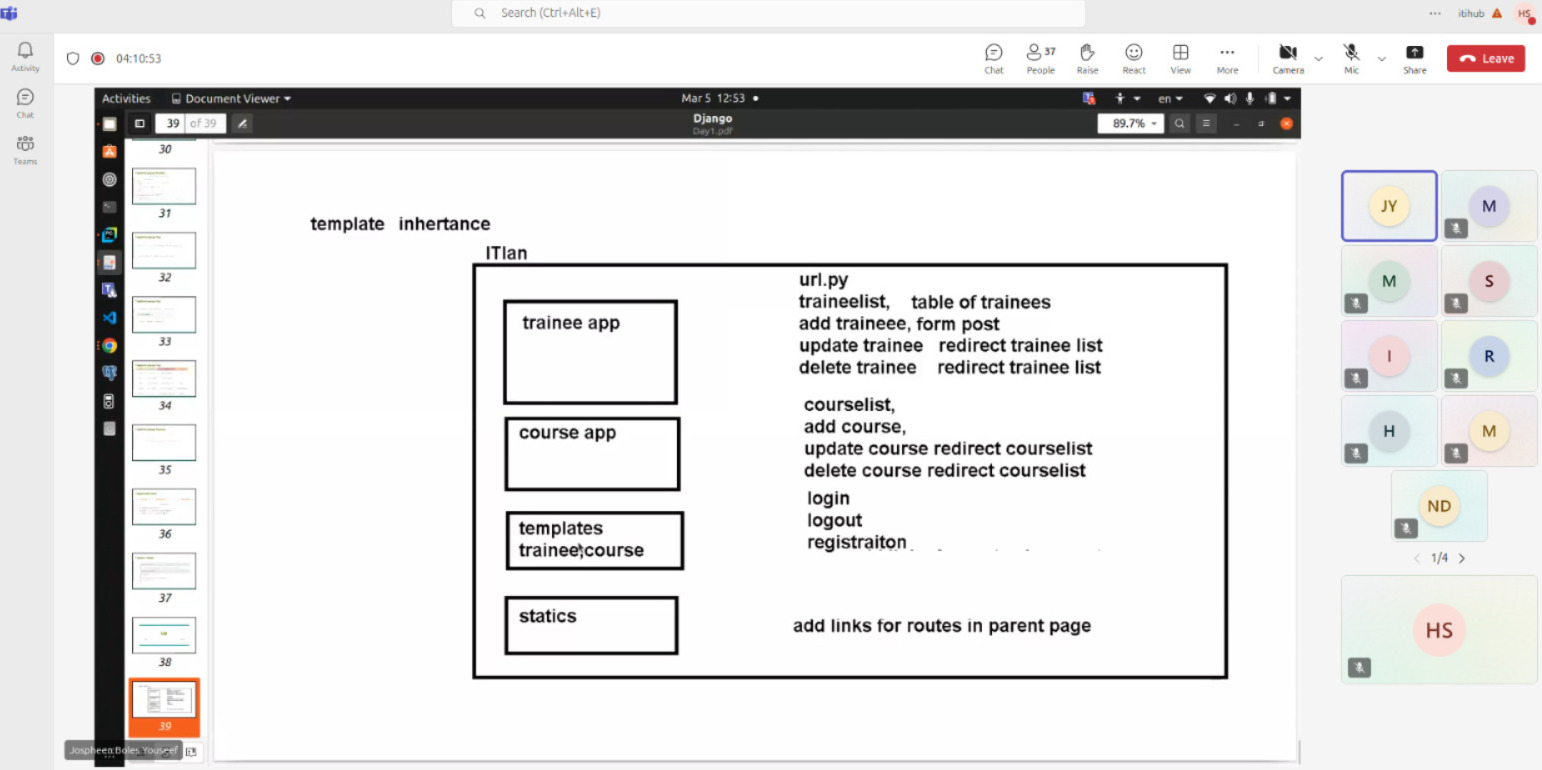 Search (Ctrl+Alt+E)
itihub
HS
Activity
Chat
Teams
04:10:53
Chat
37
People
Raise
React
View
More
Camera
Mic
Share
Leave
Activities
Document Viewer
Mar 5 12:53
en
39 of 39
Django
Day1.pdf
89.7%
30
31
32
33
34
35
36
37
38
39
template inhertance
ITIan
trainee app
course app
templates
trainee,course
statics
url.py
traineelist, table of trainees
add traineee, form post
update trainee redirect trainee list
delete trainee redirect trainee list
courselist,
add course,
update course redirect courselist
delete course redirect courselist
login
logout
registraiton
add links for routes in parent page
Jospheen Boles Youseef
JY
M
M
S
I
R
H
M
ND
1/4
HS